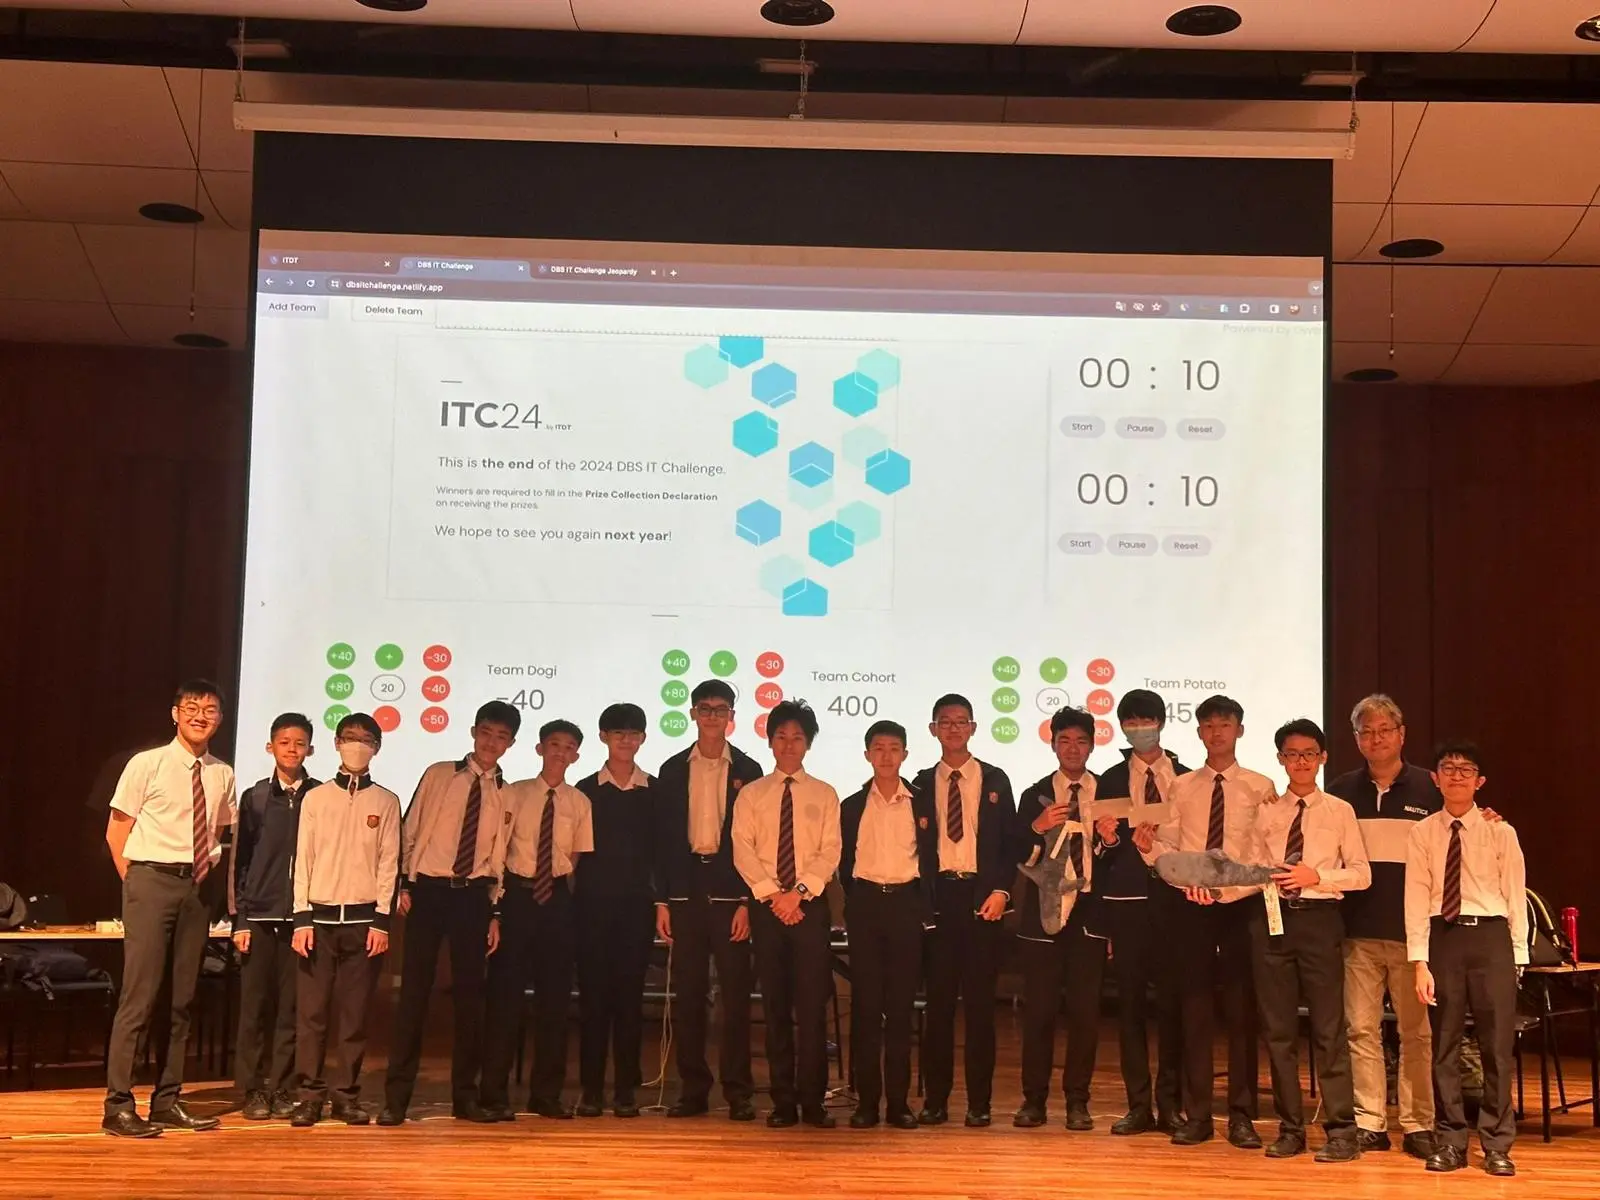 ITDT
DBS IT Challenge
DBS IT Challenge Jeopardy
dbsitchallenge.netlify.app
Add Team
Delete Team
Powered by
00 : 10
Start
Pause
Reset
ITC24 by ITDT
This is the end of the 2024 DBS IT Challenge.
Winners are required to fill in the Prize Collection Declaration
on receiving the prizes.
We hope to see you again next year!
00 : 10
Start
Pause
Reset
+40 + -30
+80 20 -40
+120 - -50
Team Dogi
-40
+40 + -30
+80 -40
+120
Team Cohort
400
+40 + -30
+80 20 -40
+120
Team Potato
NAUTICA